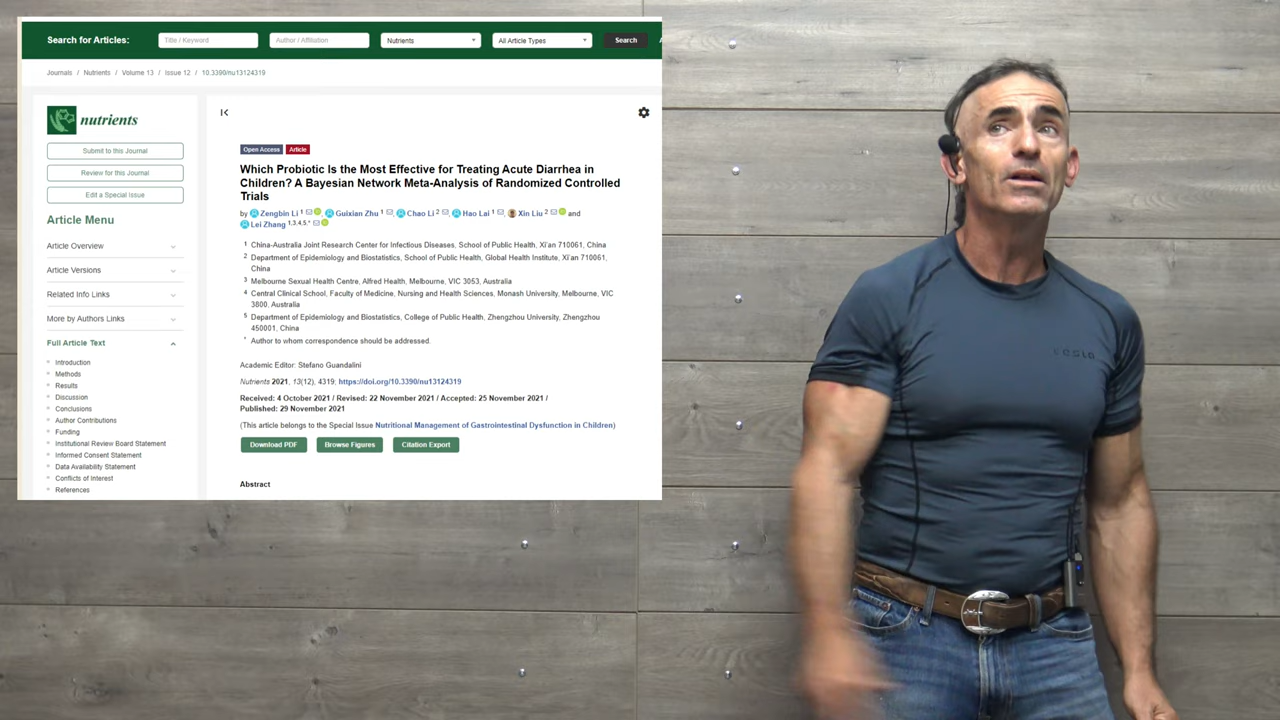 Search for Articles:
Title / Keyword
Author / Affiliation
Nutrients
All Article Types
Search
Journals / Nutrients / Volume 13 / Issue 12 / 10.3390/nu13124319
nutrients
Submit to this Journal
Review for this Journal
Edit a Special Issue
Article Menu
Article Overview
Article Versions
Related Info Links
More by Authors Links
Full Article Text
Introduction
Methods
Results
Discussion
Conclusions
Author Contributions
Funding
Institutional Review Board Statement
Informed Consent Statement
Data Availability Statement
Conflicts of Interest
References
Open Access Article
Which Probiotic Is the Most Effective for Treating Acute Diarrhea in
Children? A Bayesian Network Meta-Analysis of Randomized Controlled
Trials
by Zengbin Li 1 Guixian Zhu 1 Chao Li 2 Hao Lai 1 Xin Liu 2 and
Lei Zhang 1,3,4,5,*
1 China-Australia Joint Research Center for Infectious Diseases, School of Public Health, Xi'an 710061, China
2 Department of Epidemiology and Biostatistics, School of Public Health, Global Health Institute, Xi'an 710061,
China
3 Melbourne Sexual Health Centre, Alfred Health, Melbourne, VIC 3053, Australia
4 Central Clinical School, Faculty of Medicine, Nursing and Health Sciences, Monash University, Melbourne, VIC
3800, Australia
5 Department of Epidemiology and Biostatistics, College of Public Health, Zhengzhou University, Zhengzhou
450001, China
* Author to whom correspondence should be addressed.
Academic Editor: Stefano Guandalini
Nutrients 2021, 13(12), 4319; https://doi.org/10.3390/nu13124319
Received: 4 October 2021 / Revised: 22 November 2021 / Accepted: 25 November 2021 /
Published: 29 November 2021
(This article belongs to the Special Issue Nutritional Management of Gastrointestinal Dysfunction in Children)
Download PDF
Browse Figures
Citation Export
Abstract